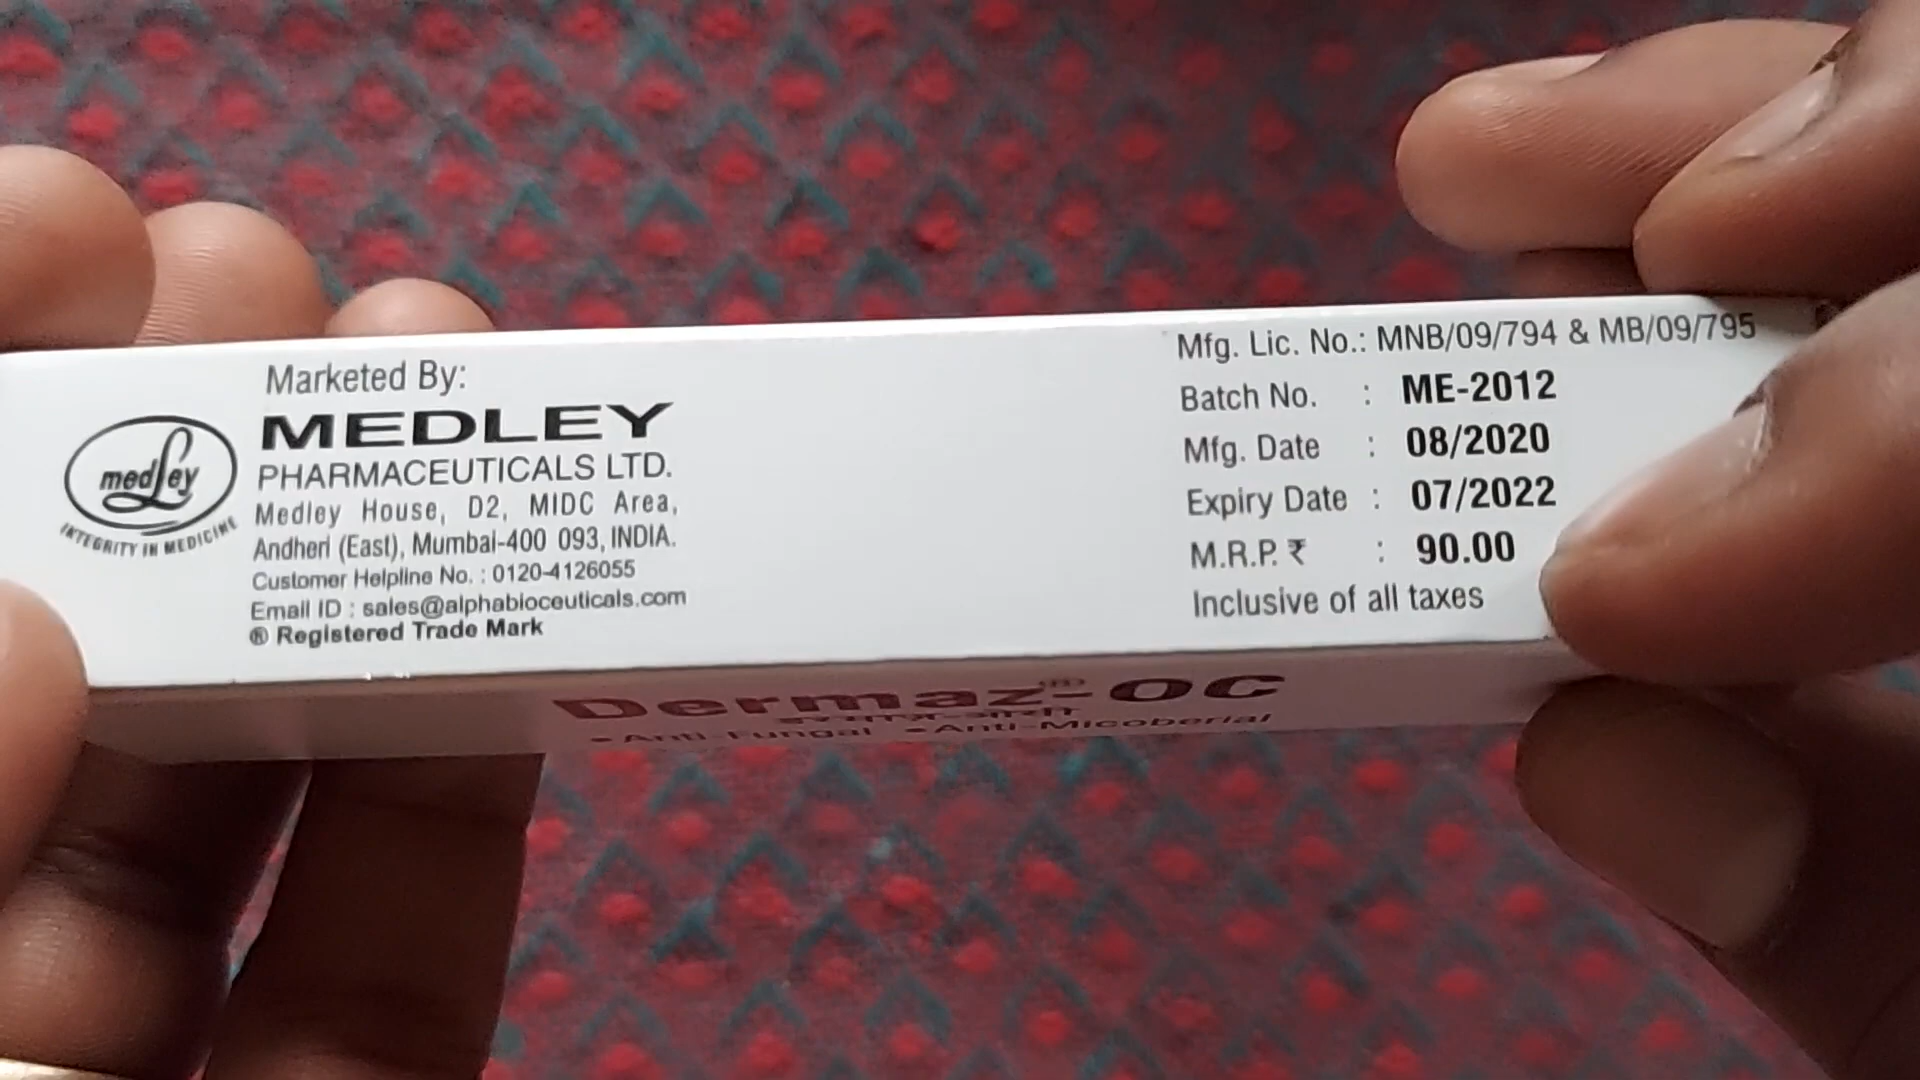 Marketed By:
MEDLEY
PHARMACEUTICALS LTD.
Medley House, D2, MIDC Area,
Andheri (East), Mumbai-400 093, INDIA.
Customer Helpline No. : 0120-4126055
Email ID : sales@alphabioceuticals.com
® Registered Trade Mark
medley
INTEGRITY IN MEDICINE
Mfg. Lic. No.: MNB/09/794 & MB/09/795
Batch No. : ME-2012
Mfg. Date : 08/2020
Expiry Date : 07/2022
M.R.P. ₹ : 90.00
Inclusive of all taxes
Dermaz®-OC
•Anti-Fungal •Anti-Micoberial